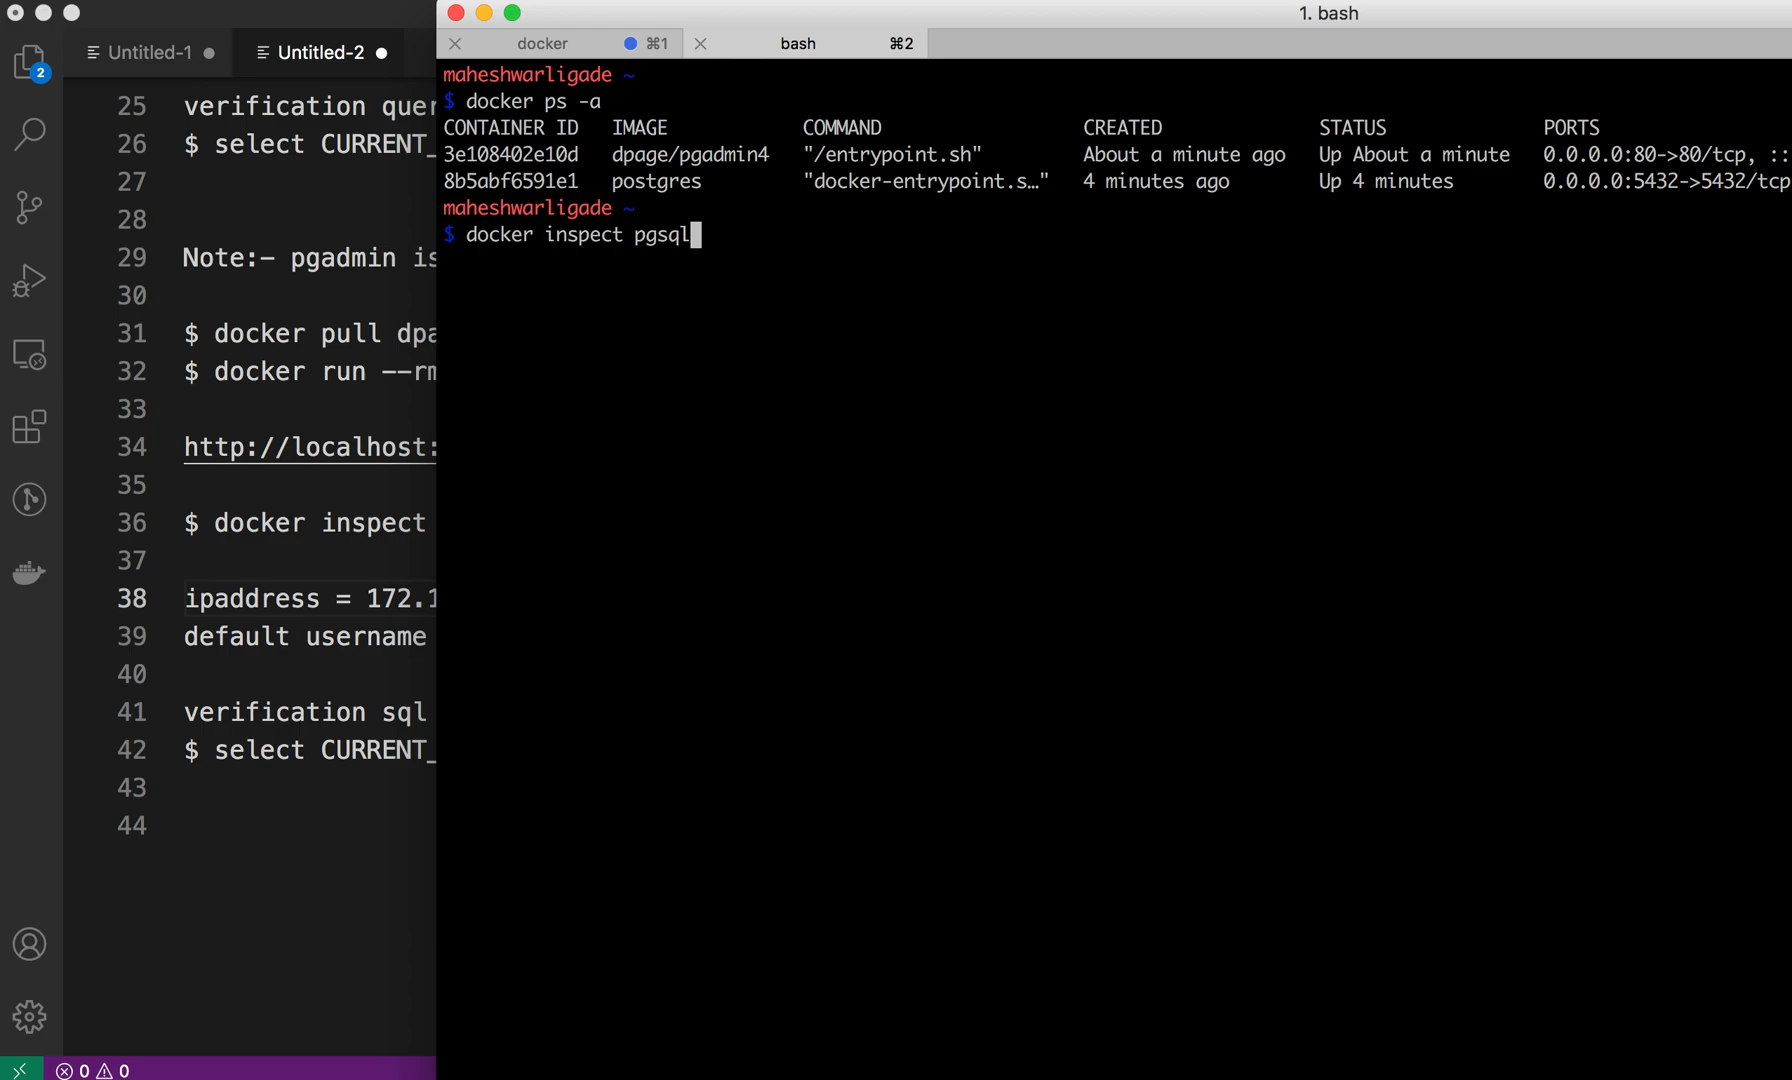 1. bash
Untitled-1
Untitled-2
docker
⌘1
bash
⌘2
2
25 verification quer
26 $ select CURRENT_
27
28
29 Note:- pgadmin is
30
31 $ docker pull dpa
32 $ docker run --rm
33
34 http://localhost:
35
36 $ docker inspect
37
38 ipaddress = 172.1
39 default username
40
41 verification sql
42 $ select CURRENT_
43
44
0 0
maheshwarligade ~
$ docker ps -a
CONTAINER ID IMAGE COMMAND CREATED STATUS PORTS
3e108402e10d dpage/pgadmin4 "/entrypoint.sh" About a minute ago Up About a minute 0.0.0.0:80->80/tcp, ::
8b5abf6591e1 postgres "docker-entrypoint.s…" 4 minutes ago Up 4 minutes 0.0.0.0:5432->5432/tcp
maheshwarligade ~
$ docker inspect pgsql